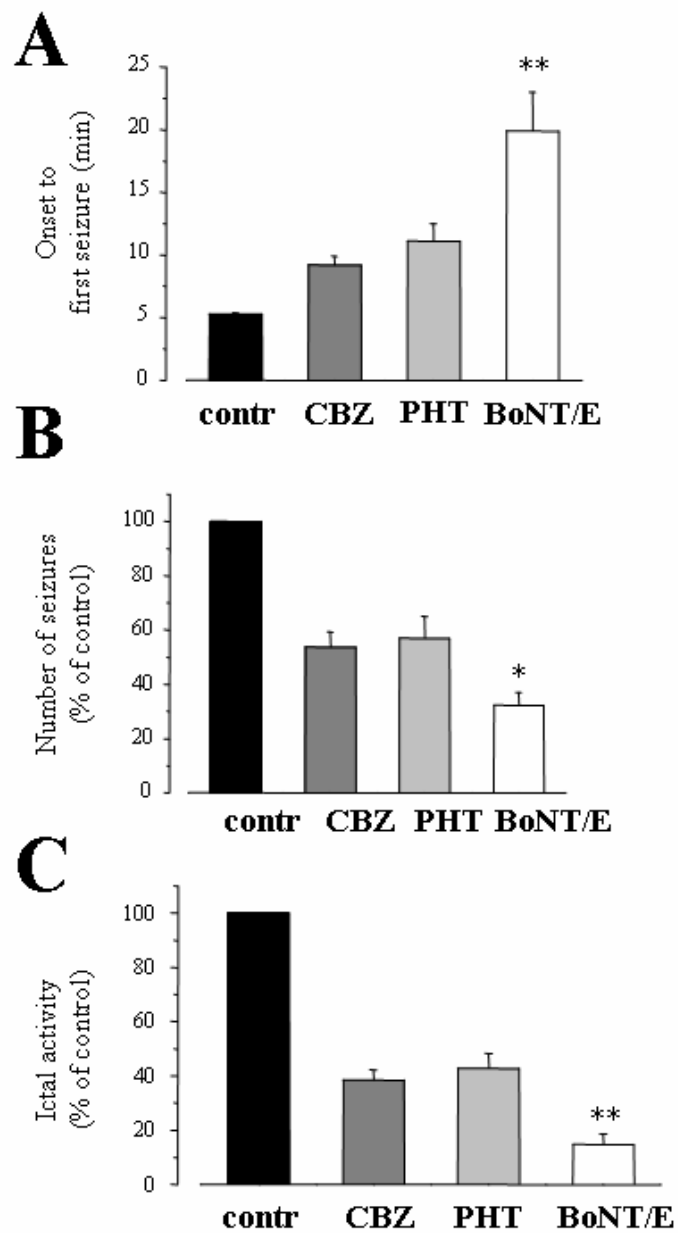 A
Onset to
first seizure (min)
25
20
15
10
5
0
**
contr CBZ PHT BoNT/E
B
Number of seizures
(% of control)
100
80
60
40
20
0
*
contr CBZ PHT BoNT/E
C
Ictal activity
(% of control)
100
80
60
40
20
0
**
contr CBZ PHT BoNT/E